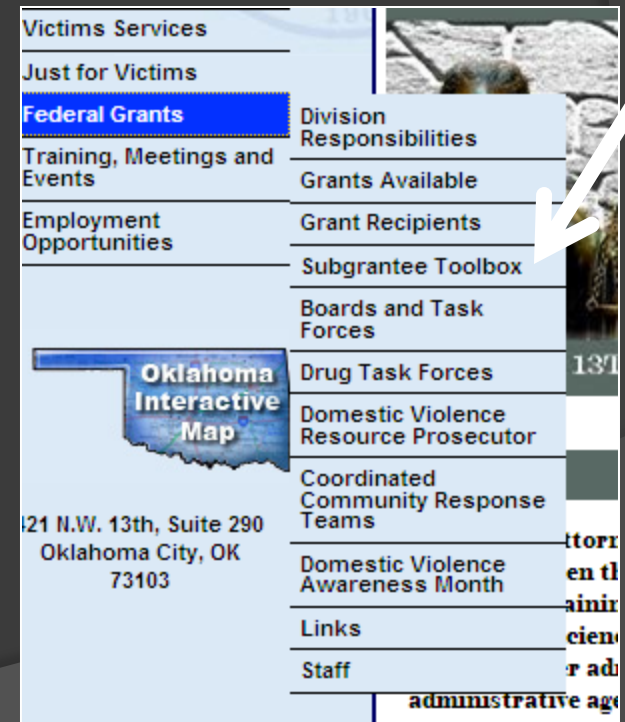 Victims Services
Just for Victims
Federal Grants
Training, Meetings and
Events
Employment
Opportunities
Division
Responsibilities
Grants Available
Grant Recipients
Subgrantee Toolbox
Boards and Task
Forces
Drug Task Forces
Domestic Violence
Resource Prosecutor
Coordinated
Community Response
Teams
Domestic Violence
Awareness Month
Links
Staff
Oklahoma
Interactive
Map
421 N.W. 13th, Suite 290
Oklahoma City, OK
73103
administrative